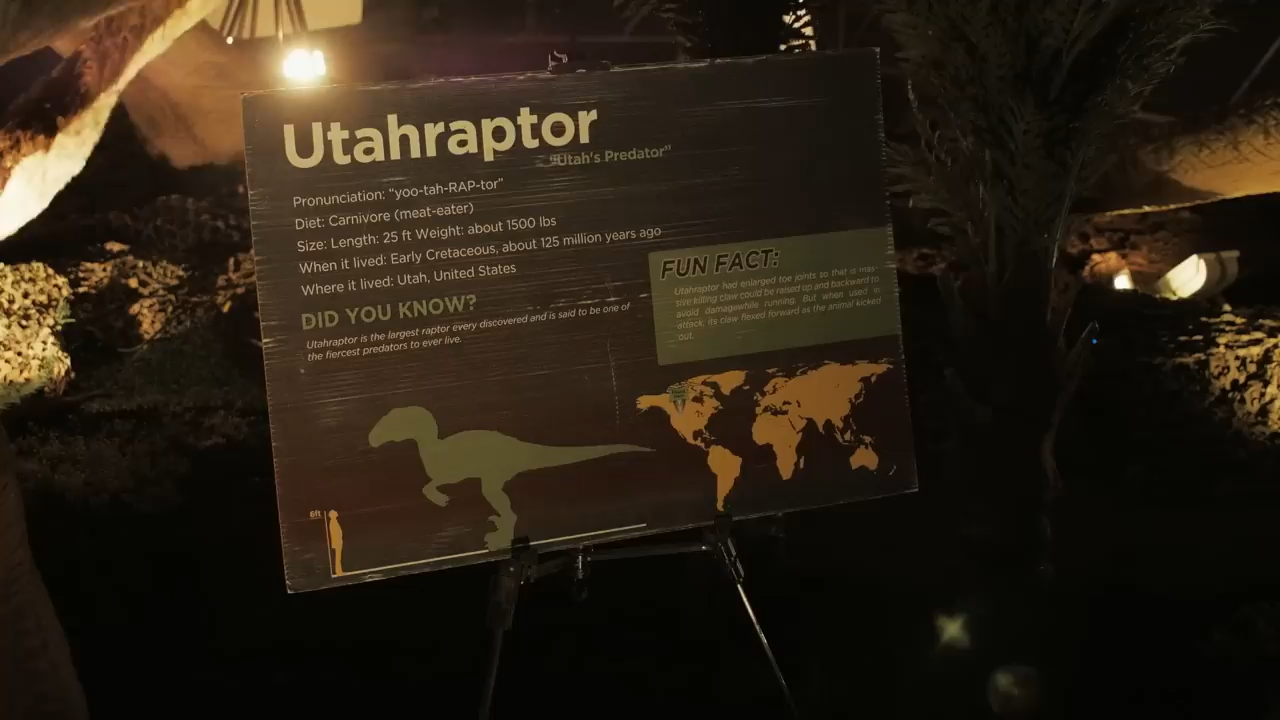 Utahraptor
"Utah's Predator"
Pronunciation: "yoo-tah-RAP-tor"
Diet: Carnivore (meat-eater)
Size: Length: 25 ft Weight: about 1500 lbs
When it lived: Early Cretaceous, about 125 million years ago
Where it lived: Utah, United States
DID YOU KNOW?
Utahraptor is the largest raptor every discovered and is said to be one of
the fiercest predators to ever live.
FUN FACT:
Utahraptor had enlarged toe joints so that is mas-
sive killing claw could be raised up and backward to
avoid damagewhile running. But when used in
attack, its claw flexed forward as the animal kicked
out.
6ft